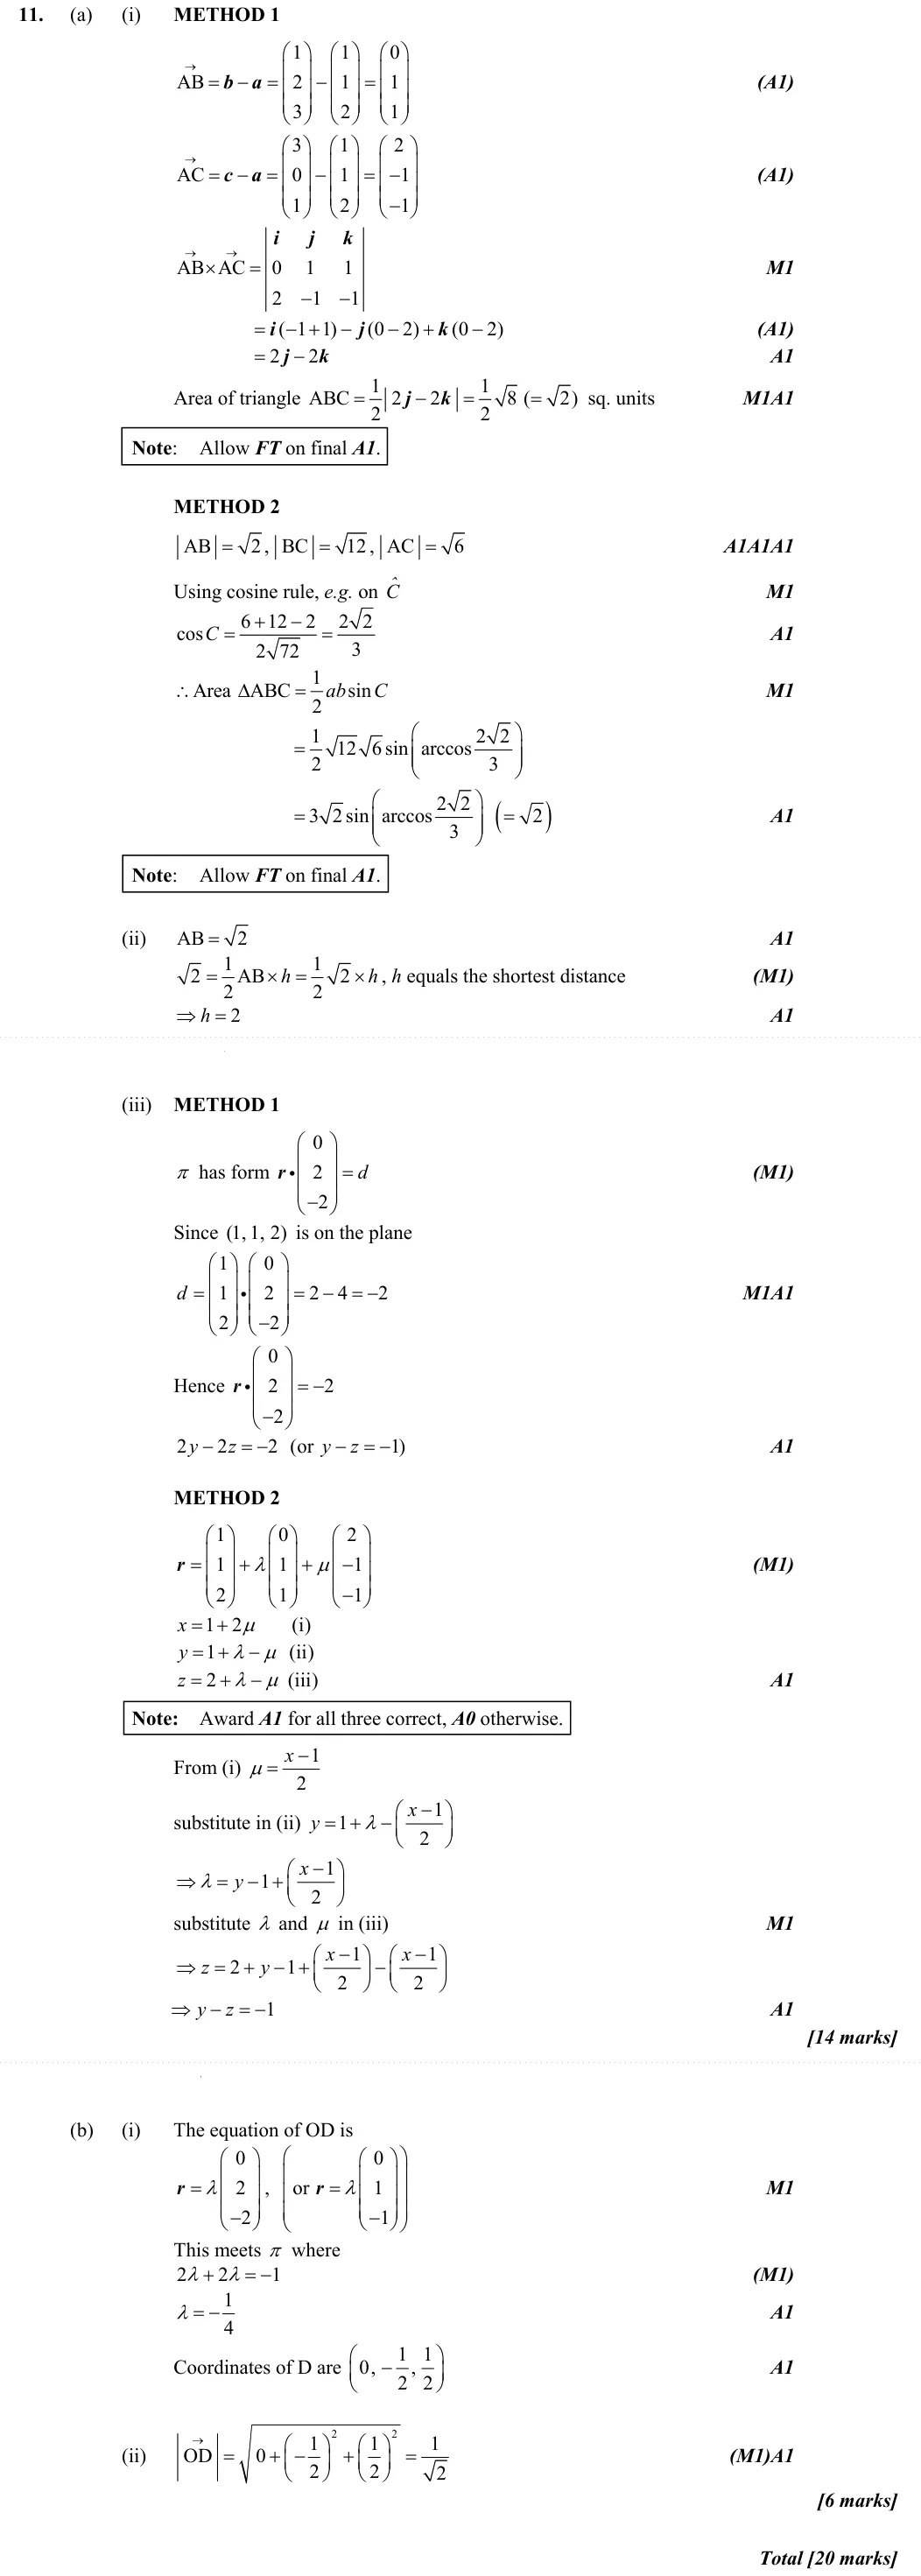 11. (a) (i) METHOD 1
→AB = b − a = (1 2 3) − (1 1 2) = (0 1 1) (A1)
→AC = c − a = (3 0 1) − (1 1 2) = (2 −1 −1) (A1)
→AB × →AC = | i j k |
| 0 1 1 | M1
| 2 −1 −1 |
= i(−1+1) − j(0−2) + k(0−2) (A1)
= 2j − 2k A1
Area of triangle ABC = 1/2 |2j − 2k| = 1/2 √8 (= √2) sq. units M1A1
Note: Allow FT on final A1.
METHOD 2
|AB| = √2, |BC| = √12, |AC| = √6 A1A1A1
Using cosine rule, e.g. on Ĉ M1
cos C = (6+12−2)/(2√72) = 2√2/3 A1
∴ Area ΔABC = 1/2 ab sin C M1
= 1/2 √12 √6 sin(arccos 2√2/3)
= 3√2 sin(arccos 2√2/3) (= √2) A1
Note: Allow FT on final A1.
(ii) AB = √2 A1
√2 = 1/2 AB × h = 1/2 √2 × h, h equals the shortest distance (M1)
⇒ h = 2 A1
(iii) METHOD 1
π has form r • (0 2 −2) = d (M1)
Since (1, 1, 2) is on the plane
d = (1 1 2) • (0 2 −2) = 2 − 4 = −2 M1A1
Hence r • (0 2 −2) = −2
2y − 2z = −2 (or y − z = −1) A1
METHOD 2
r = (1 1 2) + λ (0 1 1) + μ (2 −1 −1) (M1)
x = 1 + 2μ (i)
y = 1 + λ − μ (ii)
z = 2 + λ − μ (iii) A1
Note: Award A1 for all three correct, A0 otherwise.
From (i) μ = (x−1)/2
substitute in (ii) y = 1 + λ − ((x−1)/2)
⇒ λ = y − 1 + ((x−1)/2)
substitute λ and μ in (iii) M1
⇒ z = 2 + y − 1 + ((x−1)/2) − ((x−1)/2)
⇒ y − z = −1 A1
[14 marks]
(b) (i) The equation of OD is
r = λ (0 2 −2), (or r = λ (0 1 −1)) M1
This meets π where
2λ + 2λ = −1 (M1)
λ = −1/4 A1
Coordinates of D are (0, −1/2, 1/2) A1
(ii) |→OD| = √(0 + (−1/2)² + (1/2)²) = 1/√2 (M1)A1
[6 marks]
Total [20 marks]